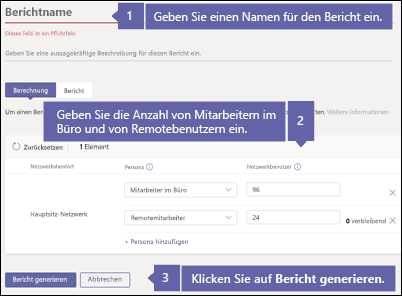 Berichtname
1 Geben Sie einen Namen für den Bericht ein.
Dieses Feld ist ein Pflichtfeld.
Geben Sie eine aussagekräftige Beschreibung für diesen Bericht ein.
Berechnung Bericht
Um einen Ber
ten. Weitere Informationen
Geben Sie die Anzahl von Mitarbeitern im
Büro und von Remotebenutzern ein.
2
Zurücksetzen 1 Element
Netzwerkstandort Persona Netzwerkbenutzer
Mitarbeiter im Büro 96
Hauptsitz-Netzwerk Remotemitarbeiter 24 0 verbleibend
+ Persona hinzufügen
Bericht generieren Abbrechen
3 Klicken Sie auf Bericht generieren.